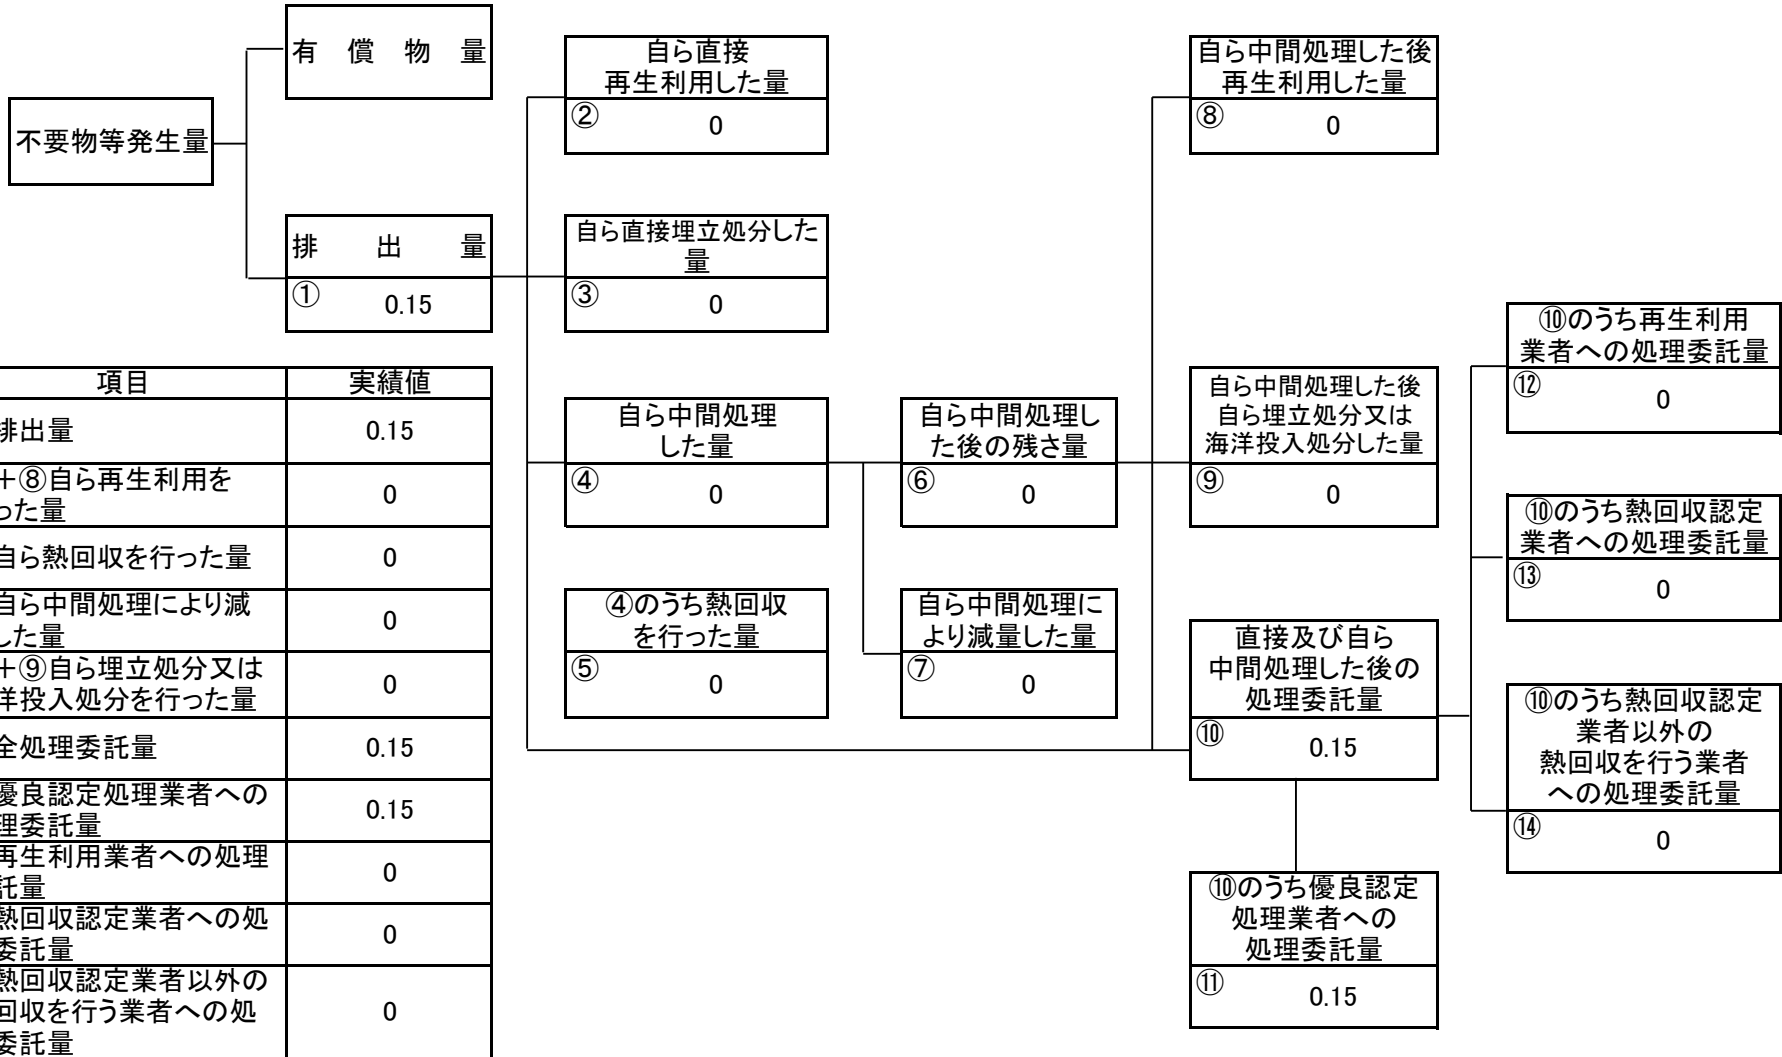 有　償　物　量
不要物等発生量
排　出　量
①
0.15
自ら直接
再生利用した量
②
0
自ら直接埋立処分した
量
③
0
自ら中間処理
した量
④
0
④のうち熱回収
を行った量
⑤
0
自ら中間処理し
た後の残さ量
⑥
0
自ら中間処理に
より減量した量
⑦
0
自ら中間処理した後
再生利用した量
⑧
0
自ら中間処理した後
自ら埋立処分又は
海洋投入処分した量
⑨
0
直接及び自ら
中間処理した後の
処理委託量
⑩
0.15
⑩のうち優良認定
処理業者への
処理委託量
⑪
0.15
⑩のうち再生利用
業者への処理委託量
⑫
0
⑩のうち熱回収認定
業者への処理委託量
⑬
0
⑩のうち熱回収認定
業者以外の
熱回収を行う業者
への処理委託量
⑭
0
項目　実績値
排出量
0.15
＋⑧自ら再生利用を
った量
0
自ら熱回収を行った量
0
自ら中間処理により減
した量
0
＋⑨自ら埋立処分又は
洋投入処分を行った量
0
全処理委託量
0.15
優良認定処理業者への
理委託量
0.15
再生利用業者への処理
託量
0
熱回収認定業者への処
委託量
0
熱回収認定業者以外の
回収を行う業者への処
委託量
0